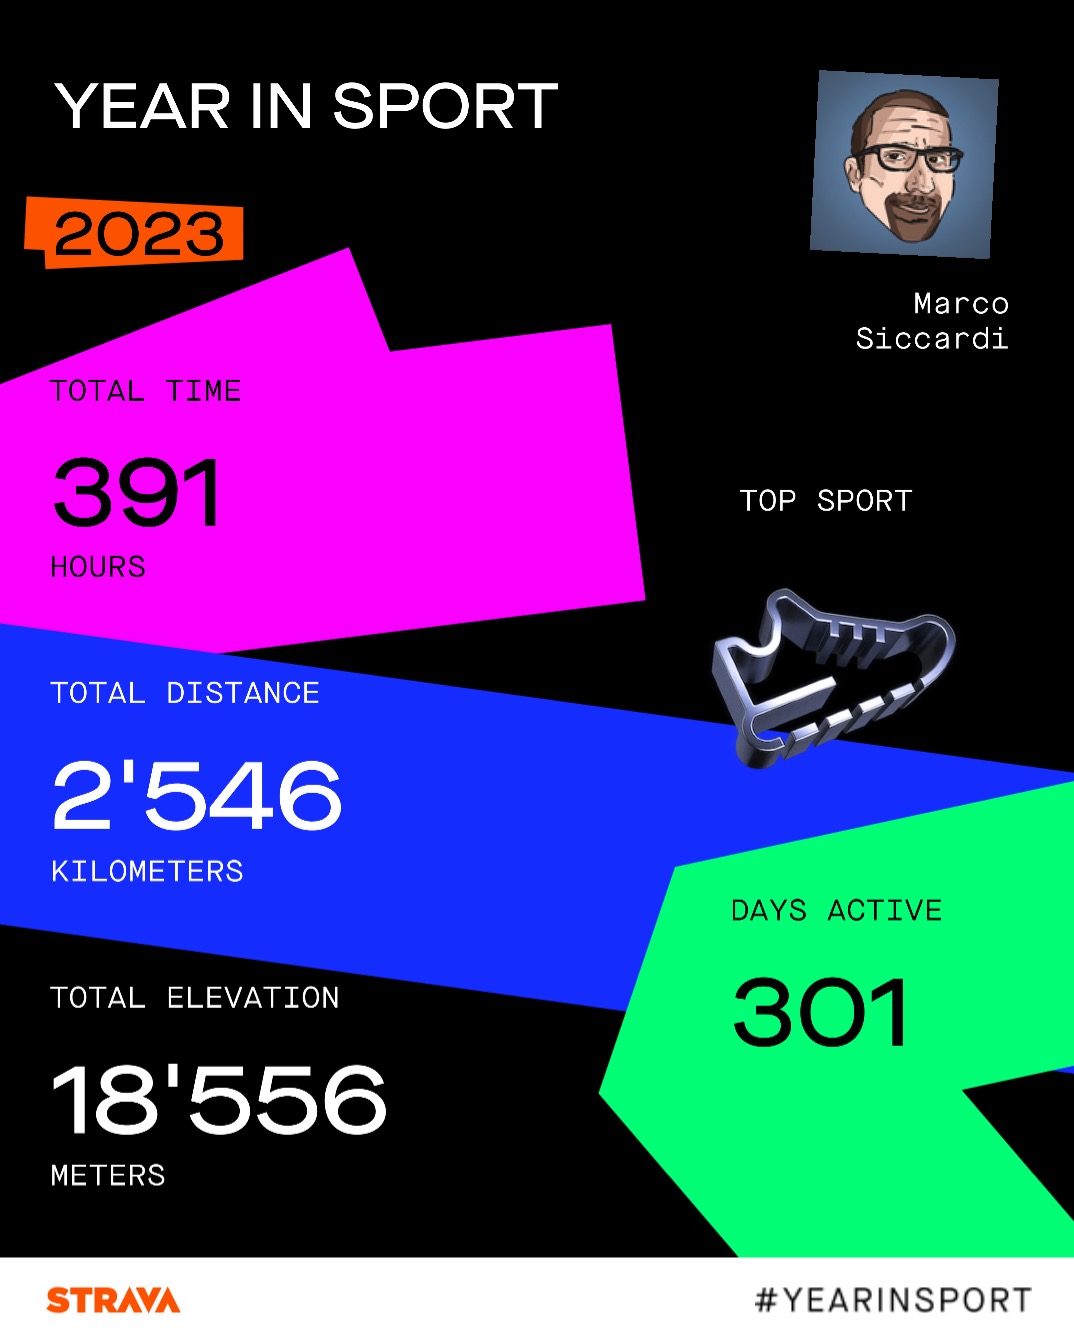 YEAR IN SPORT
2023
Marco
Siccardi
TOTAL TIME
391
HOURS
TOP SPORT
TOTAL DISTANCE
2'546
KILOMETERS
DAYS ACTIVE
301
TOTAL ELEVATION
18'556
METERS
STRAVA
#YEARINSPORT